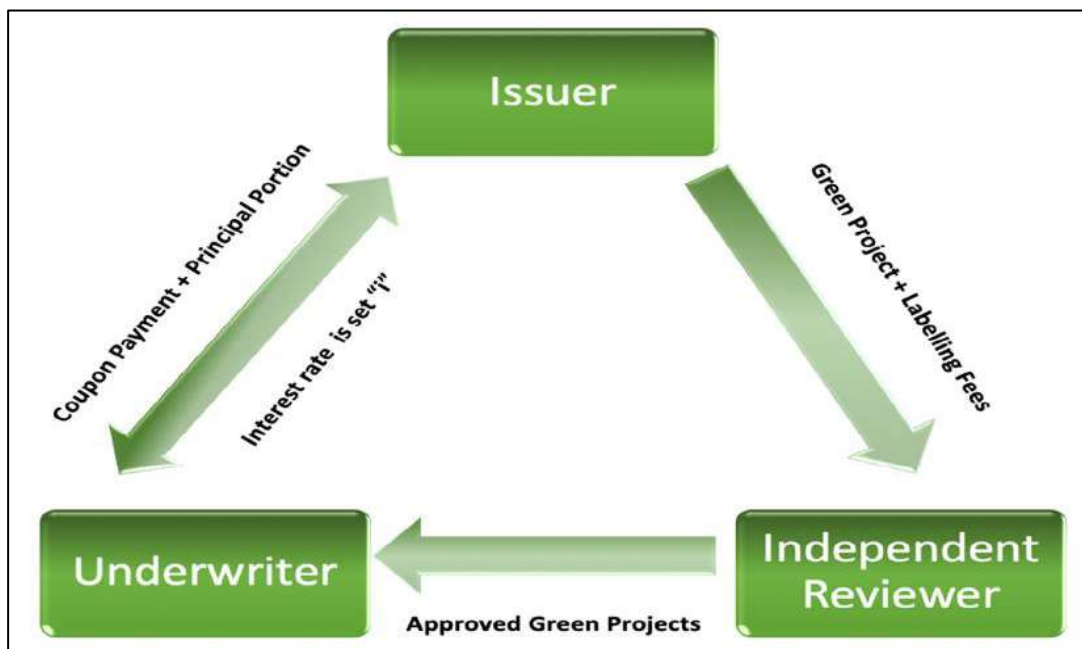 Issuer
Coupon Payment + Principal Portion
Interest rate is set “i”
Green Project + Labelling Fees
Underwriter
Independent
Reviewer
Approved Green Projects